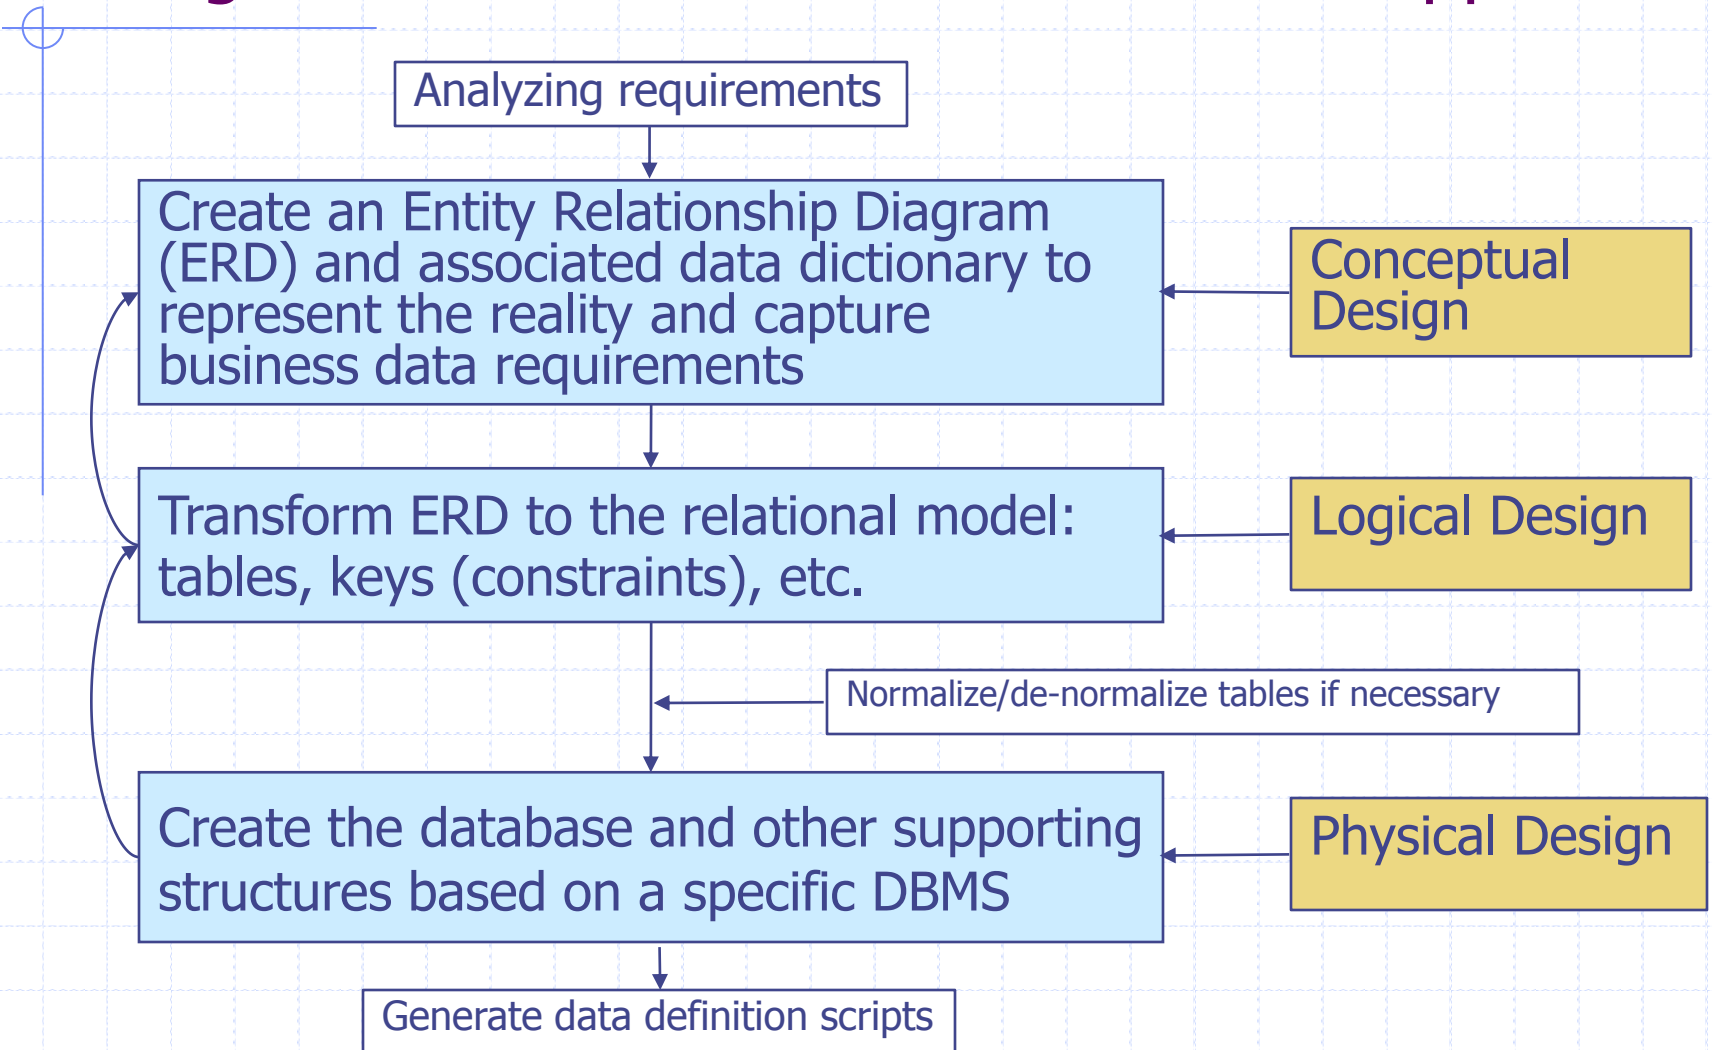 Analyzing requirements
Create an Entity Relationship Diagram
(ERD) and associated data dictionary to
represent the reality and capture
business data requirements
Conceptual
Design
Transform ERD to the relational model:
tables, keys (constraints), etc.
Logical Design
Normalize/de-normalize tables if necessary
Create the database and other supporting
structures based on a specific DBMS
Physical Design
Generate data definition scripts